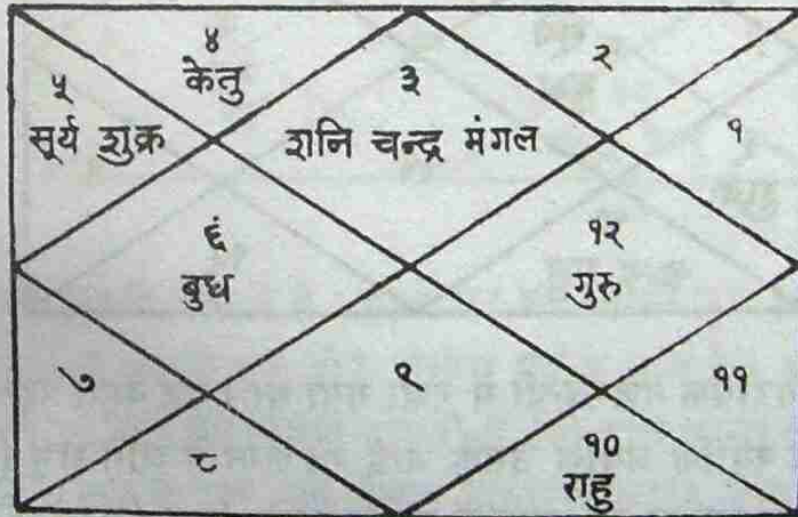 ४
केतु
२
५
३
सूर्य शुक्र
शनि चन्द्र मंगल
१
६
१२
बुध
गुरु
७
९
११
८
१०
राहु